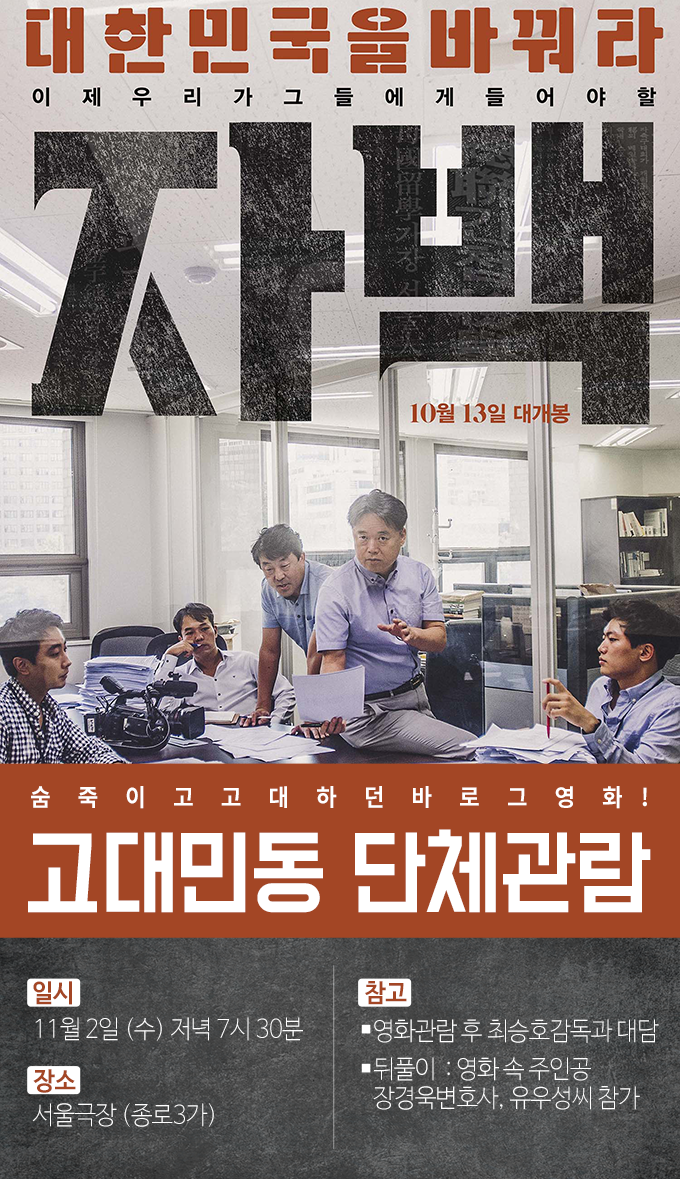 대한민국을바꿔라
이제우리가그들에게들어야할
자백
10월 13일 대개봉
숨죽이고고대하던바로그영화!
고대민동 단체관람
일시
11월 2일 (수) 저녁 7시 30분
장소
서울극장 (종로3가)
참고
▪영화관람 후 최승호감독과 대담
▪뒤풀이 : 영화 속 주인공
장경욱변호사, 유우성씨 참가